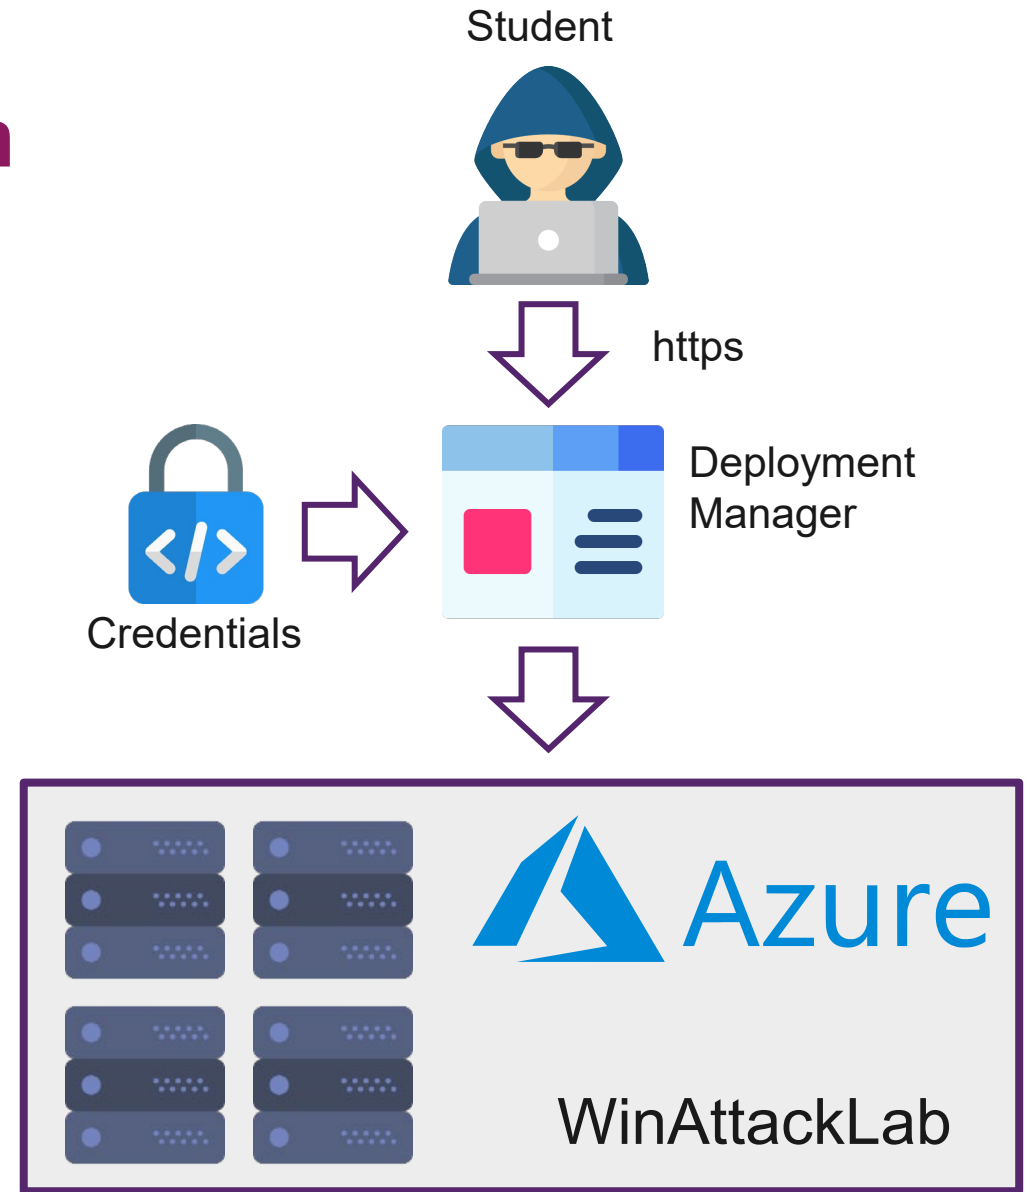 Student
https
Deployment
Manager
Credentials
</>
Azure
WinAttackLab